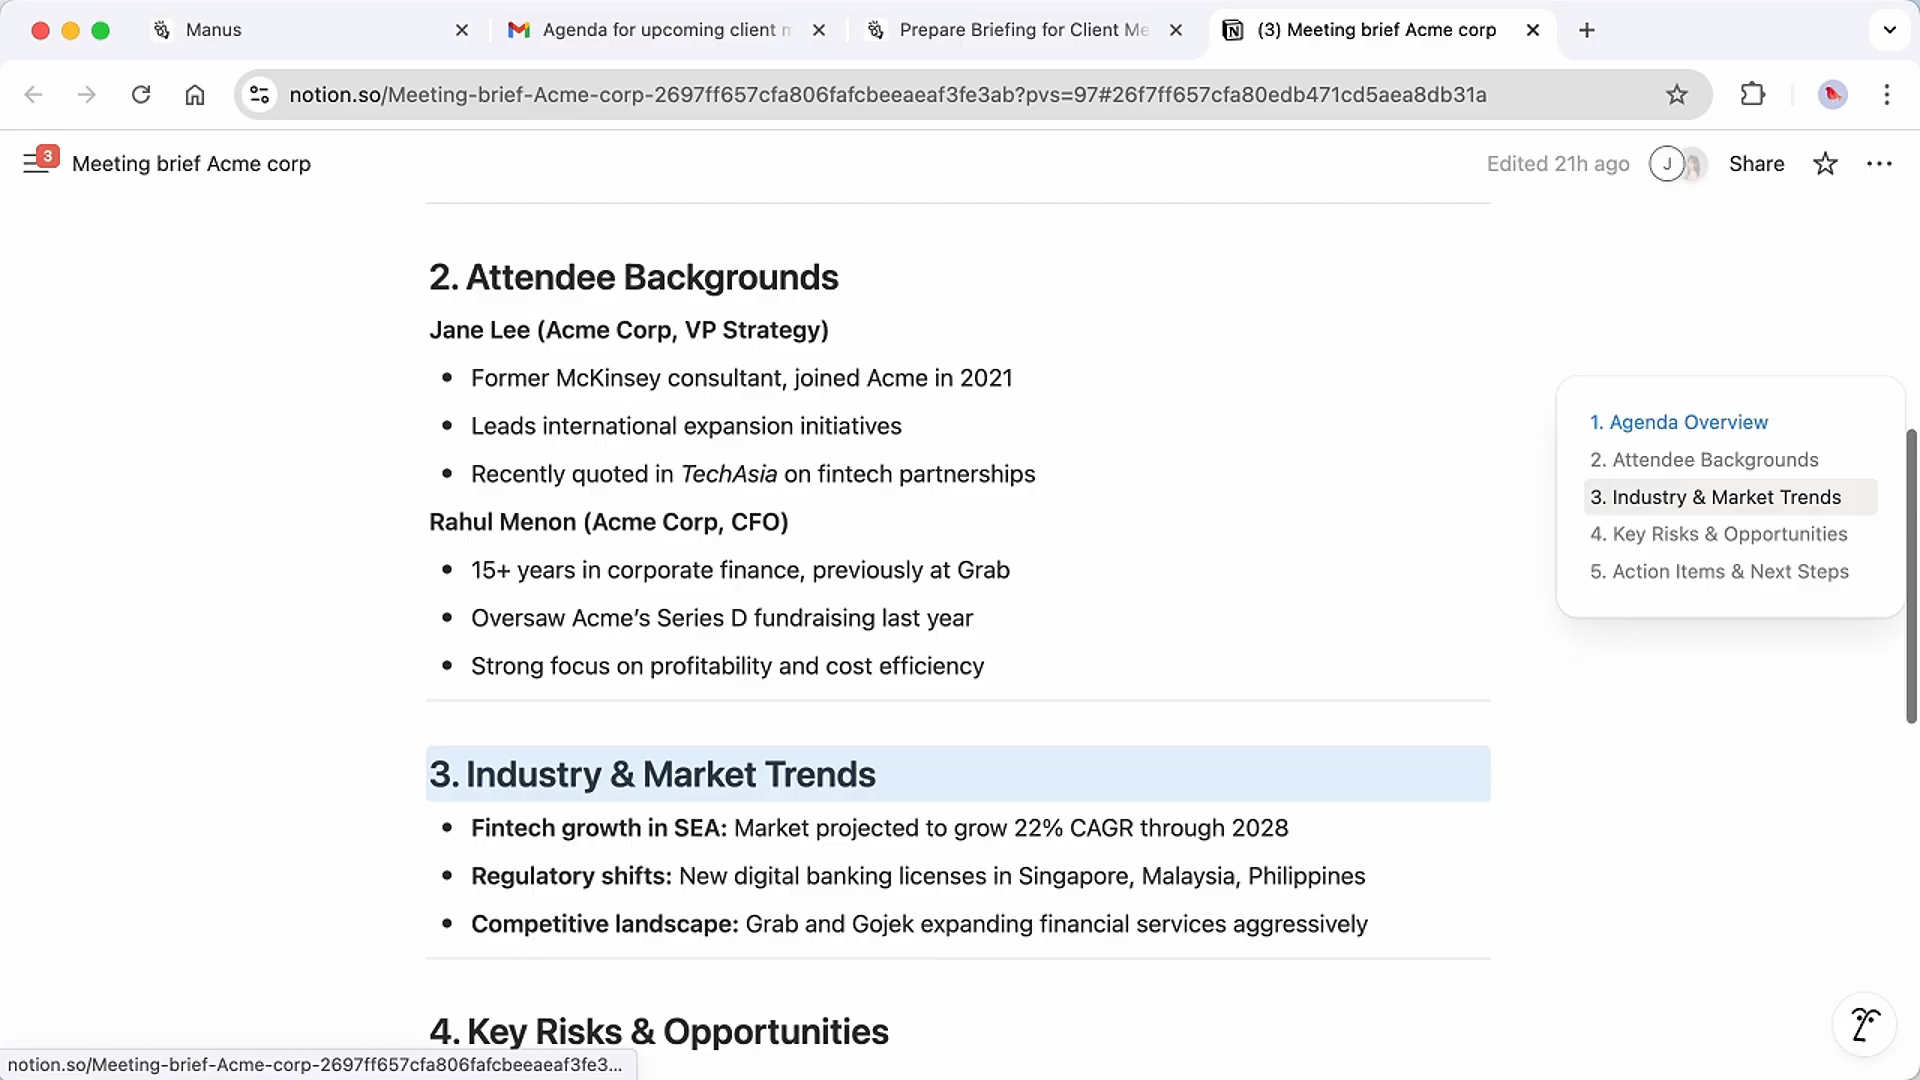 Manus
Agenda for upcoming client m
Prepare Briefing for Client Me
(3) Meeting brief Acme corp
notion.so/Meeting-brief-Acme-corp-2697ff657cfa806fafcbeeaeaf3fe3ab?pvs=97#26f7ff657cfa80edb471cd5aea8db31a
3
Meeting brief Acme corp
Edited 21h ago
J
Share
2. Attendee Backgrounds
Jane Lee (Acme Corp, VP Strategy)
• Former McKinsey consultant, joined Acme in 2021
• Leads international expansion initiatives
• Recently quoted in TechAsia on fintech partnerships
Rahul Menon (Acme Corp, CFO)
• 15+ years in corporate finance, previously at Grab
• Oversaw Acme’s Series D fundraising last year
• Strong focus on profitability and cost efficiency
3. Industry & Market Trends
• Fintech growth in SEA: Market projected to grow 22% CAGR through 2028
• Regulatory shifts: New digital banking licenses in Singapore, Malaysia, Philippines
• Competitive landscape: Grab and Gojek expanding financial services aggressively
4. Key Risks & Opportunities
1. Agenda Overview
2. Attendee Backgrounds
3. Industry & Market Trends
4. Key Risks & Opportunities
5. Action Items & Next Steps
notion.so/Meeting-brief-Acme-corp-2697ff657cfa806fafcbeeaeaf3fe3...